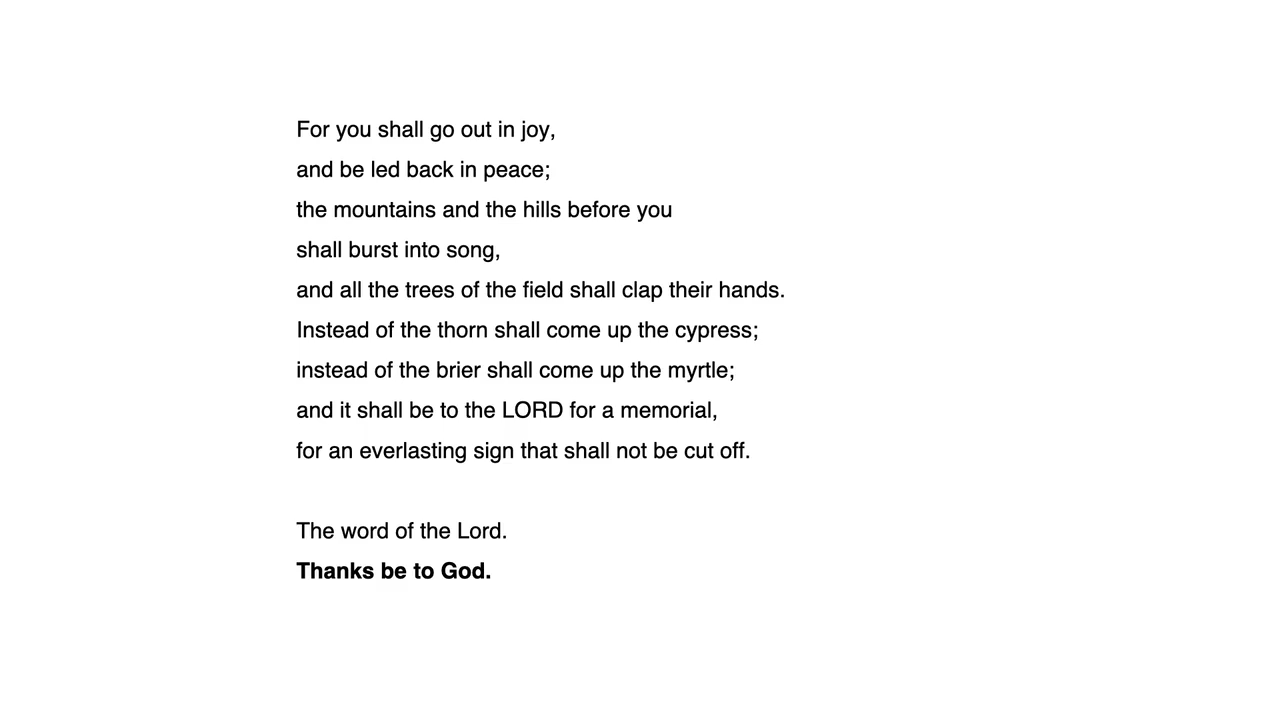 For you shall go out in joy,
and be led back in peace;
the mountains and the hills before you
shall burst into song,
and all the trees of the field shall clap their hands.
Instead of the thorn shall come up the cypress;
instead of the brier shall come up the myrtle;
and it shall be to the LORD for a memorial,
for an everlasting sign that shall not be cut off.
The word of the Lord.
Thanks be to God.